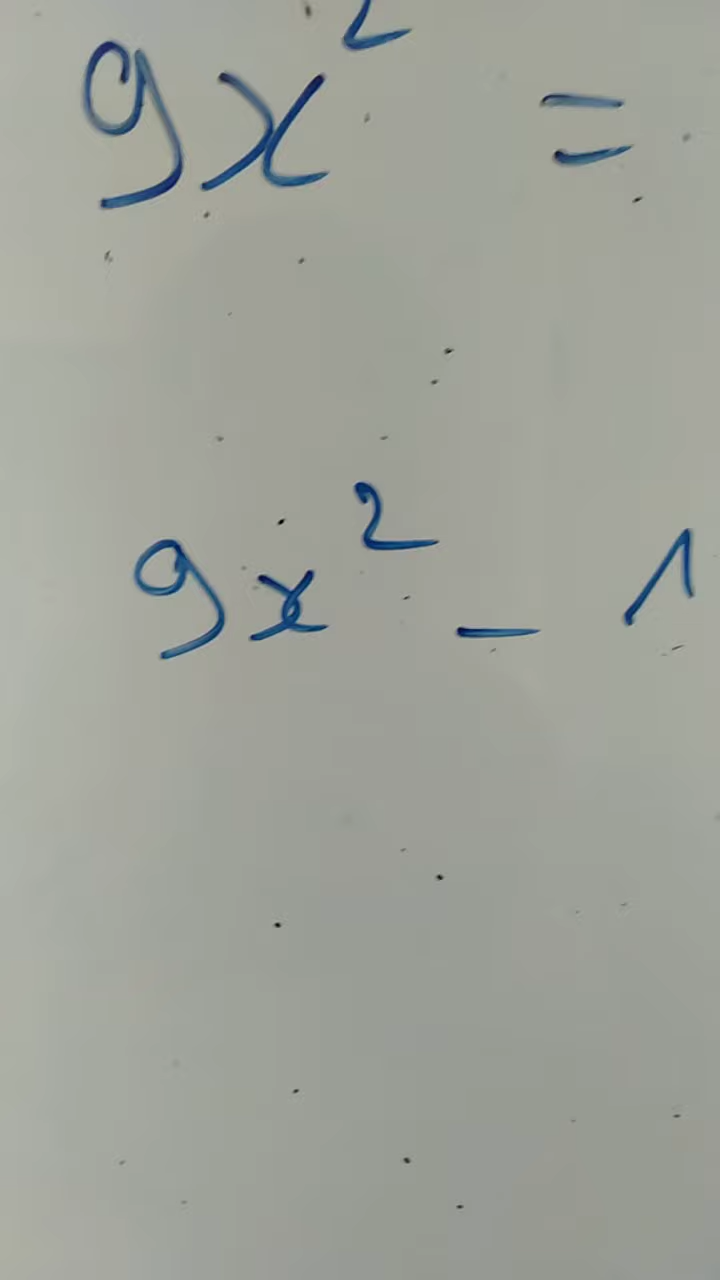 9x² =
9x² - 1